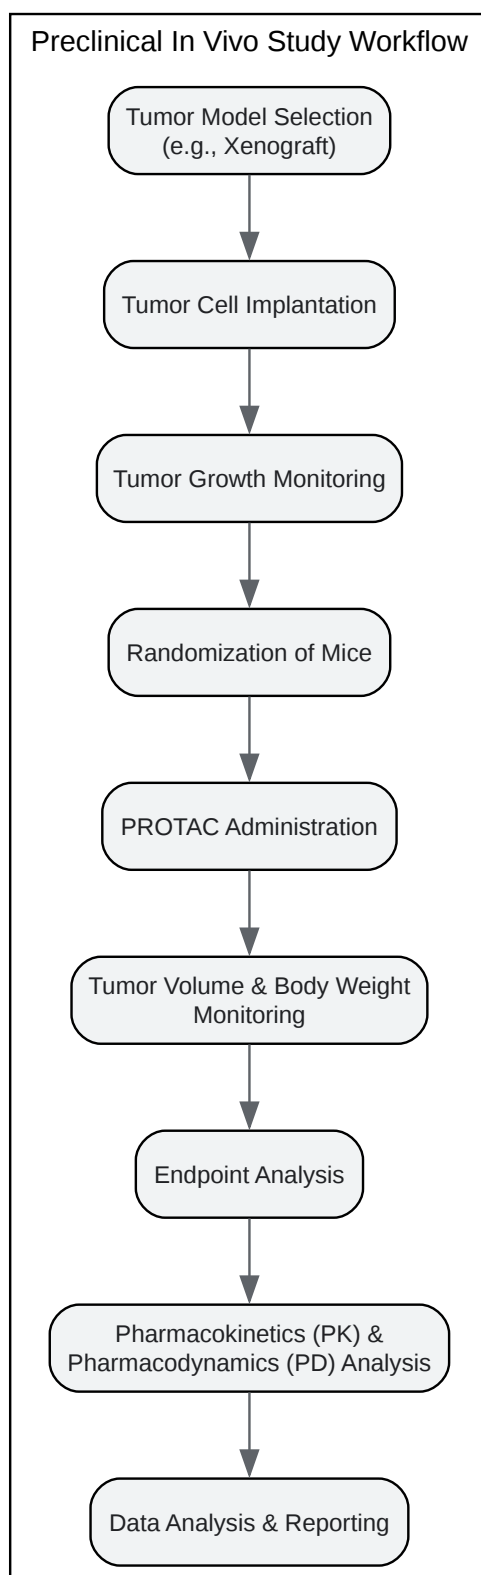 Preclinical In Vivo Study Workflow
Tumor Model Selection
(e.g., Xenograft)
Tumor Cell Implantation
Tumor Growth Monitoring
Randomization of Mice
PROTAC Administration
Tumor Volume & Body Weight
Monitoring
Endpoint Analysis
Pharmacokinetics (PK) &
Pharmacodynamics (PD) Analysis
Data Analysis & Reporting